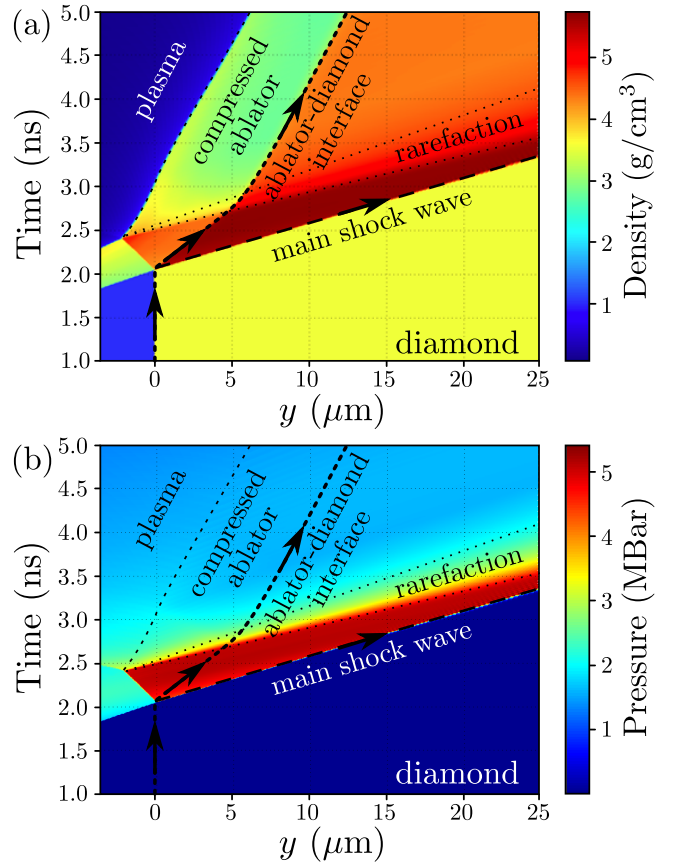 (a)
5.0
4.5
4.0
3.5
3.0
2.5
2.0
1.5
1.0
Time (ns)
plasma
compressed
ablator
ablator-diamond
interface
rarefaction
main shock wave
diamond
0
5
10
15
20
25
y (μm)
5
4
3
2
1
Density (g/cm³)
(b)
5.0
4.5
4.0
3.5
3.0
2.5
2.0
1.5
1.0
Time (ns)
plasma
compressed
ablator
ablator-diamond
interface
rarefaction
main shock wave
diamond
0
5
10
15
20
25
y (μm)
5
4
3
2
1
Pressure (MBar)